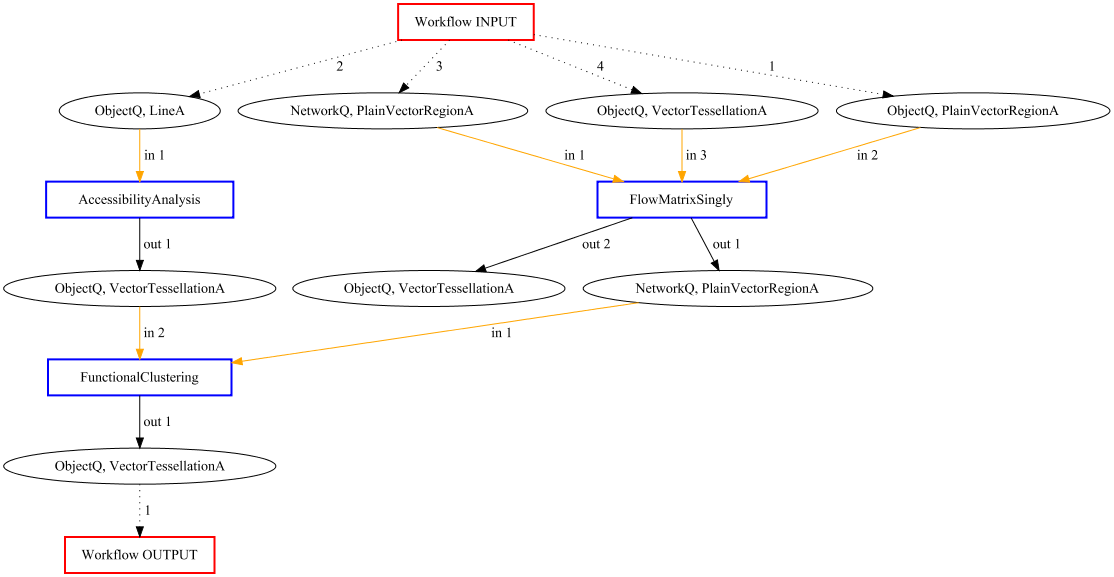 Workflow INPUT
2
3
4
1
ObjectQ, LineA
NetworkQ, PlainVectorRegionA
ObjectQ, VectorTessellationA
ObjectQ, PlainVectorRegionA
in 1
in 1
in 3
in 2
AccessibilityAnalysis
FlowMatrixSingly
out 1
out 2
out 1
ObjectQ, VectorTessellationA
ObjectQ, VectorTessellationA
NetworkQ, PlainVectorRegionA
in 2
in 1
FunctionalClustering
out 1
ObjectQ, VectorTessellationA
1
Workflow OUTPUT